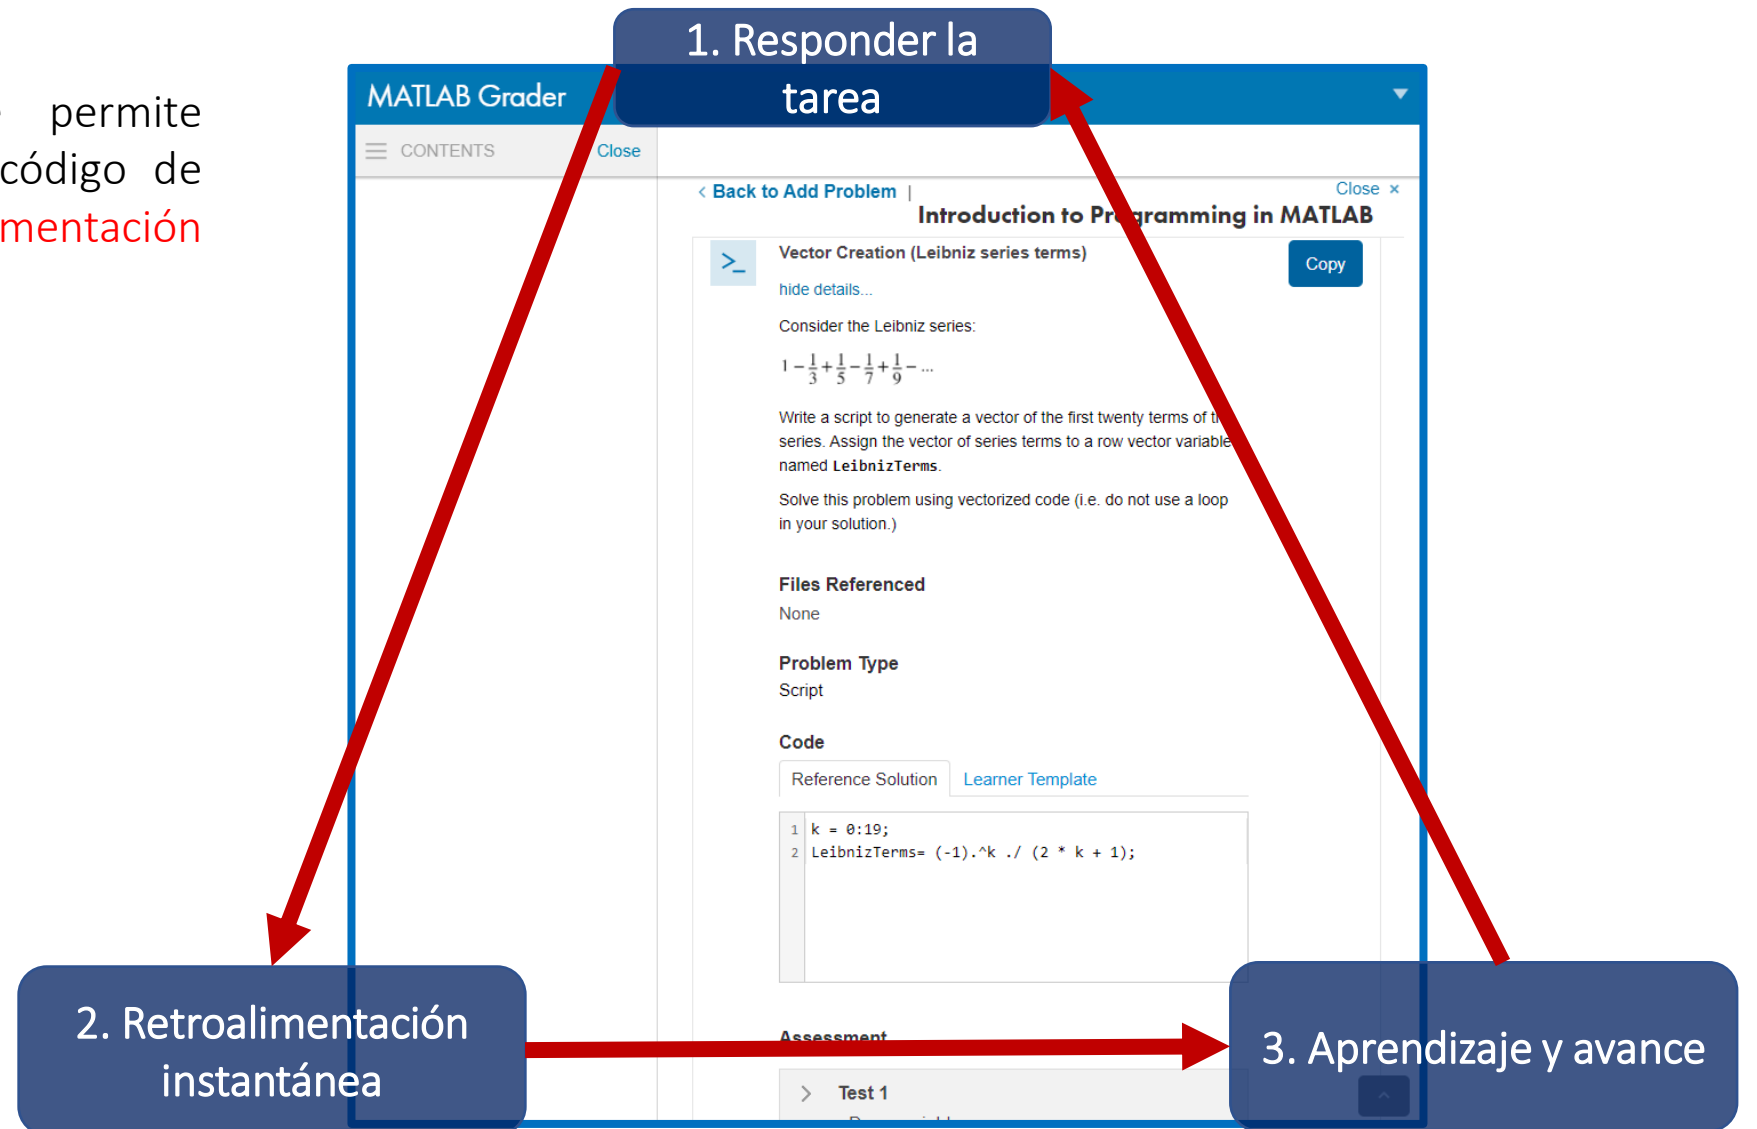 1. Responder la
tarea
permite
código de
mentación
MATLAB Grader
CONTENTS
Close
< Back to Add Problem |
Close ×
Introduction to Programming in MATLAB
>_
Vector Creation (Leibniz series terms)
Copy
hide details...
Consider the Leibniz series:
1 - 1/3 + 1/5 - 1/7 + 1/9 - ...
Write a script to generate a vector of the first twenty terms of
series. Assign the vector of series terms to a row vector variable
named LeibnizTerms.
Solve this problem using vectorized code (i.e. do not use a loop
in your solution.)
Files Referenced
None
Problem Type
Script
Code
Reference Solution
Learner Template
1 k = 0:19;
2 LeibnizTerms= (-1).^k ./ (2 * k + 1);
Assessment
Test 1
2. Retroalimentación
instantánea
3. Aprendizaje y avance